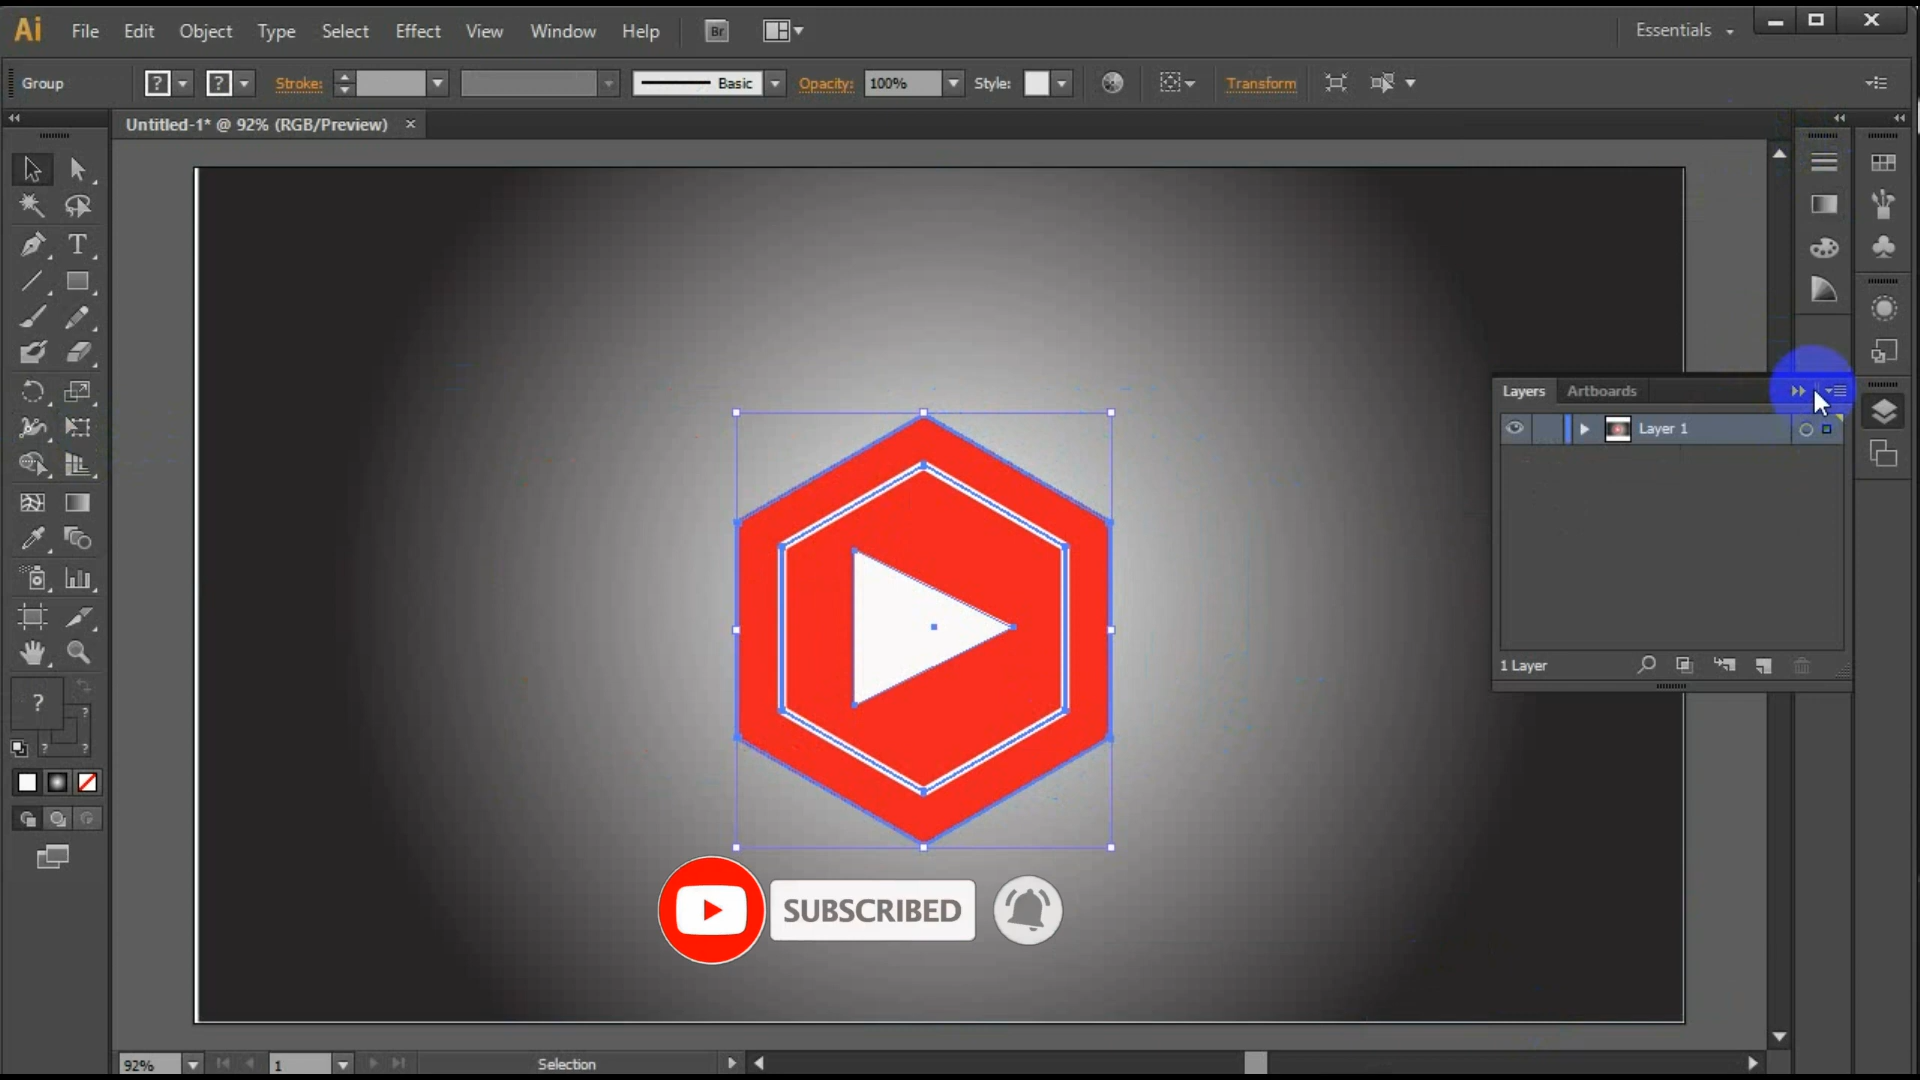 Ai File Edit Object Type Select Effect View Window Help Br Essentials
Group ? ? Stroke: Basic Opacity: 100% Style: Transform
Untitled-1* @ 92% (RGB/Preview)
T
Layers Artboards
Layer 1
1 Layer
?
?
? ?
SUBSCRIBED
92% 1 Selection